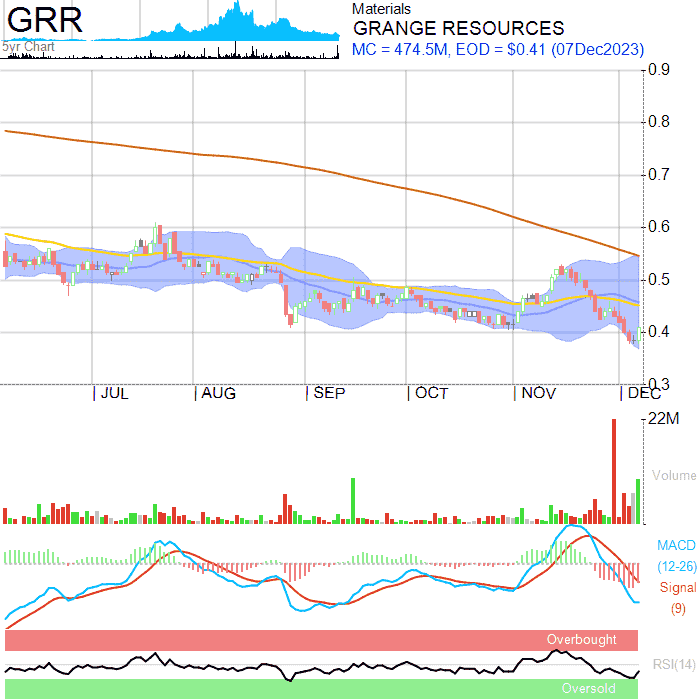 GRR
5yr Chart
Materials
GRANGE RESOURCES
MC = 474.5M, EOD = $0.41 (07Dec2023)
0.9
0.8
0.7
0.6
0.5
0.4
0.3
JUL AUG SEP OCT NOV DEC
22M
Volume
MACD
(12-26)
Signal
(9)
Overbought
RSI(14)
Oversold